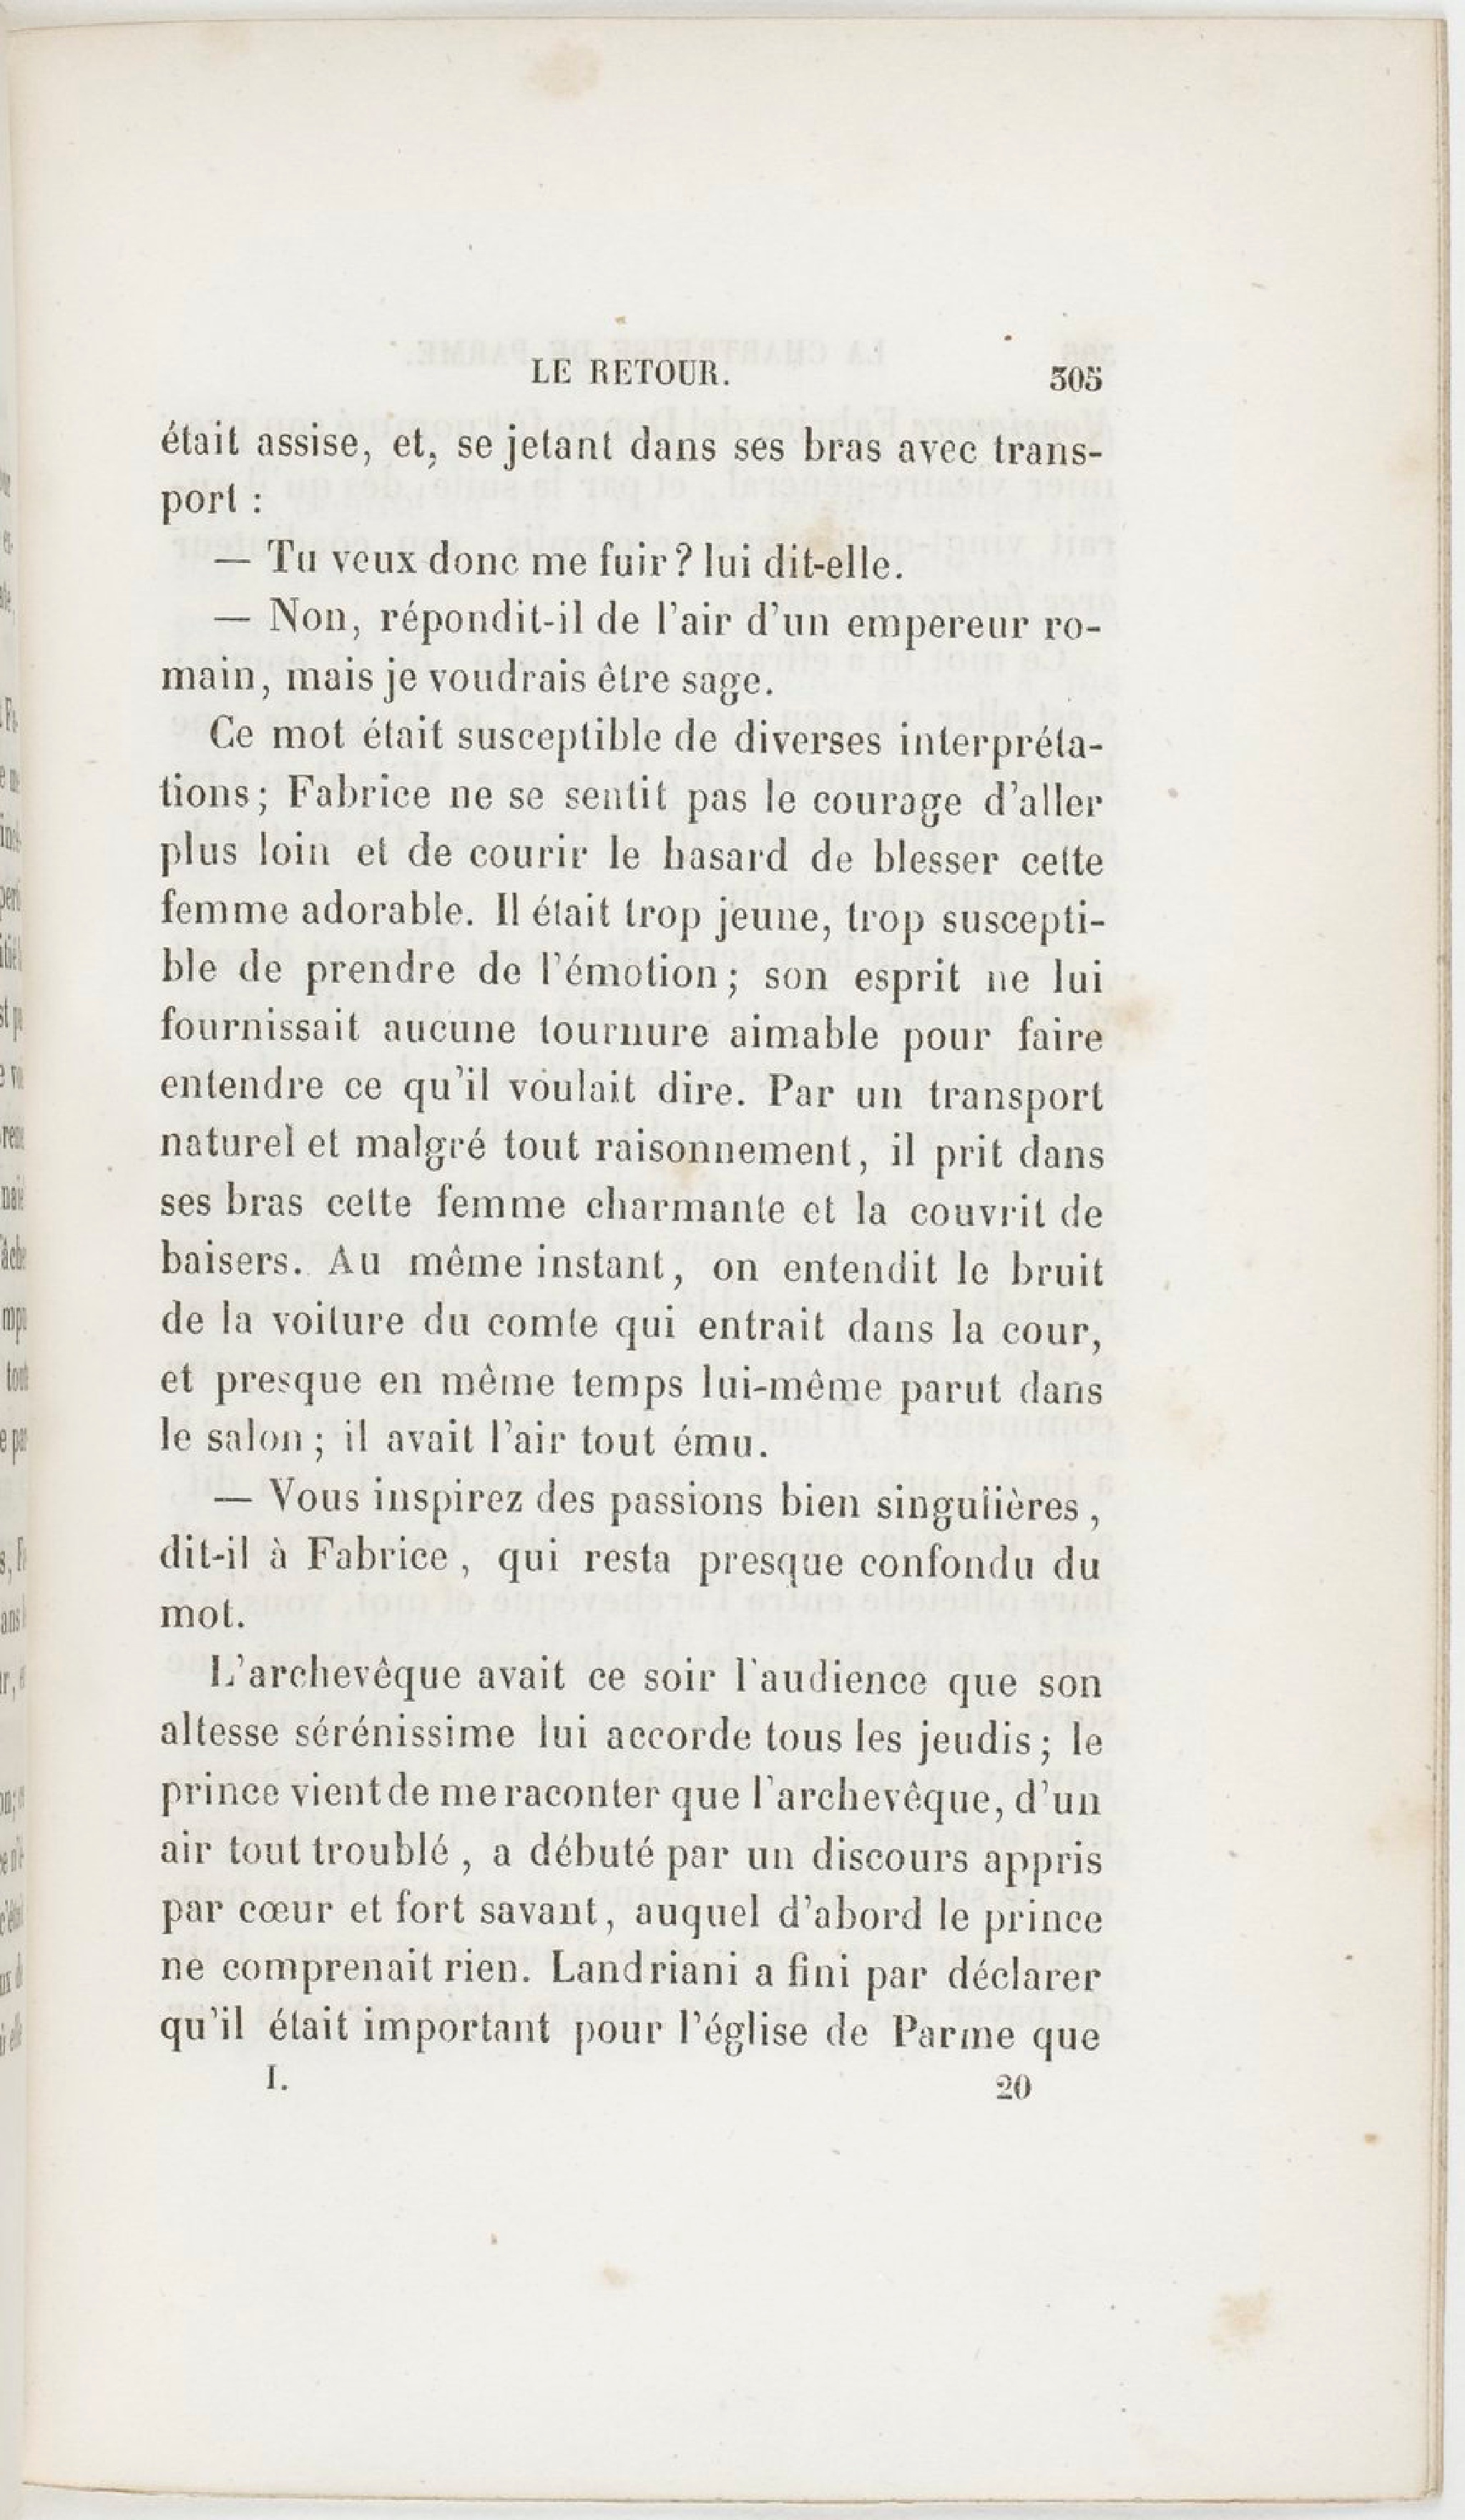 LE RETOUR. 305
était assise, et, se jetant dans ses bras avec trans-
port :
— Tu veux donc me fuir ? lui dit-elle.
— Non, répondit-il de l'air d'un empereur ro-
main, mais je voudrais être sage.
Ce mot était susceptible de diverses interpréta-
tions ; Fabrice ne se sentit pas le courage d'aller
plus loin et de courir le hasard de blesser cette
femme adorable. Il était trop jeune, trop suscepti-
ble de prendre de l'émotion ; son esprit ne lui
fournissait aucune tournure aimable pour faire
entendre ce qu'il voulait dire. Par un transport
naturel et malgré tout raisonnement, il prit dans
ses bras cette femme charmante et la couvrit de
baisers. Au même instant, on entendit le bruit
de la voiture du comte qui entrait dans la cour,
et presque en même temps lui-même parut dans
le salon ; il avait l'air tout ému.
— Vous inspirez des passions bien singulières,
dit-il à Fabrice, qui resta presque confondu du
mot.
L'archevêque avait ce soir l'audience que son
altesse sérénissime lui accorde tous les jeudis ; le
prince vient de me raconter que l'archevêque, d'un
air tout troublé, a débuté par un discours appris
par cœur et fort savant, auquel d'abord le prince
ne comprenait rien. Landriani a fini par déclarer
qu'il était important pour l'église de Parme que
I. 20